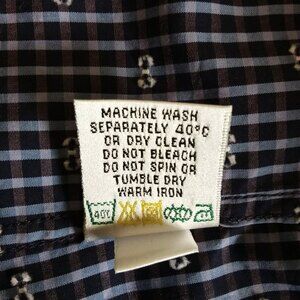 MACHINE WASH
SEPARATELY 40°C
OR DRY CLEAN
DO NOT BLEACH
DO NOT SPIN OR
TUMBLE DRY
WARM IRON
40°